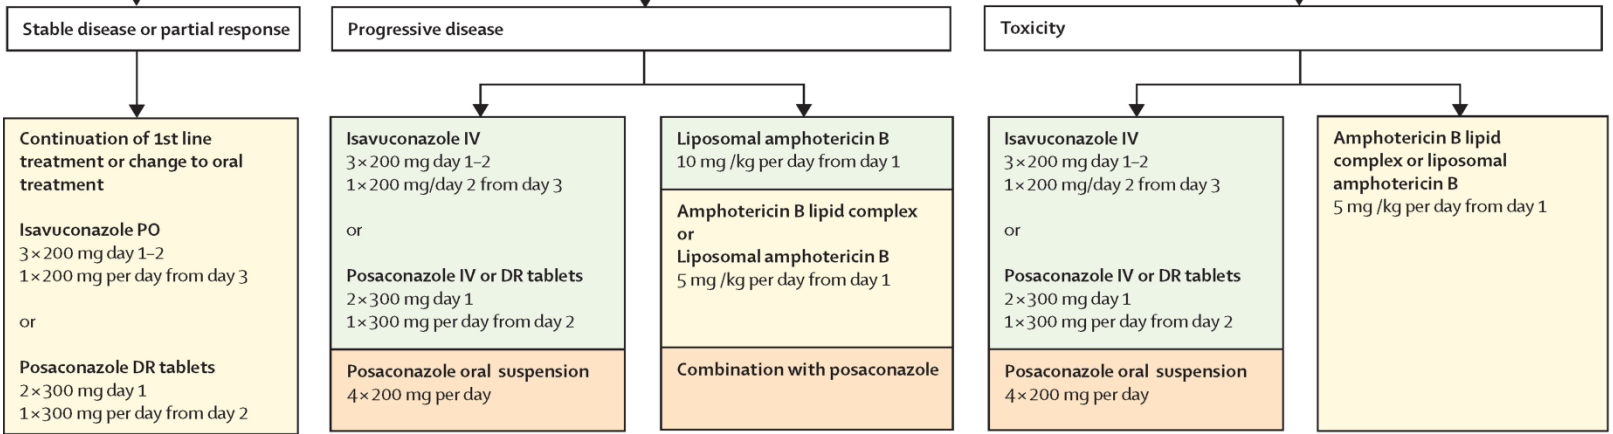 Stable disease or partial response
Continuation of 1st line
treatment or change to oral
treatment
Isavuconazole PO
3×200 mg day 1–2
1×200 mg per day from day 3
or
Posaconazole DR tablets
2×300 mg day 1
1×300 mg per day from day 2
Progressive disease
Isavuconazole IV
3×200 mg day 1–2
1×200 mg/day 2 from day 3
or
Posaconazole IV or DR tablets
2×300 mg day 1
1×300 mg per day from day 2
Posaconazole oral suspension
4×200 mg per day
Liposomal amphotericin B
10 mg /kg per day from day 1
Amphotericin B lipid complex
or
Liposomal amphotericin B
5 mg /kg per day from day 1
Combination with posaconazole
Toxicity
Isavuconazole IV
3×200 mg day 1–2
1×200 mg/day 2 from day 3
or
Posaconazole IV or DR tablets
2×300 mg day 1
1×300 mg per day from day 2
Posaconazole oral suspension
4×200 mg per day
Amphotericin B lipid
complex or liposomal
amphotericin B
5 mg /kg per day from day 1